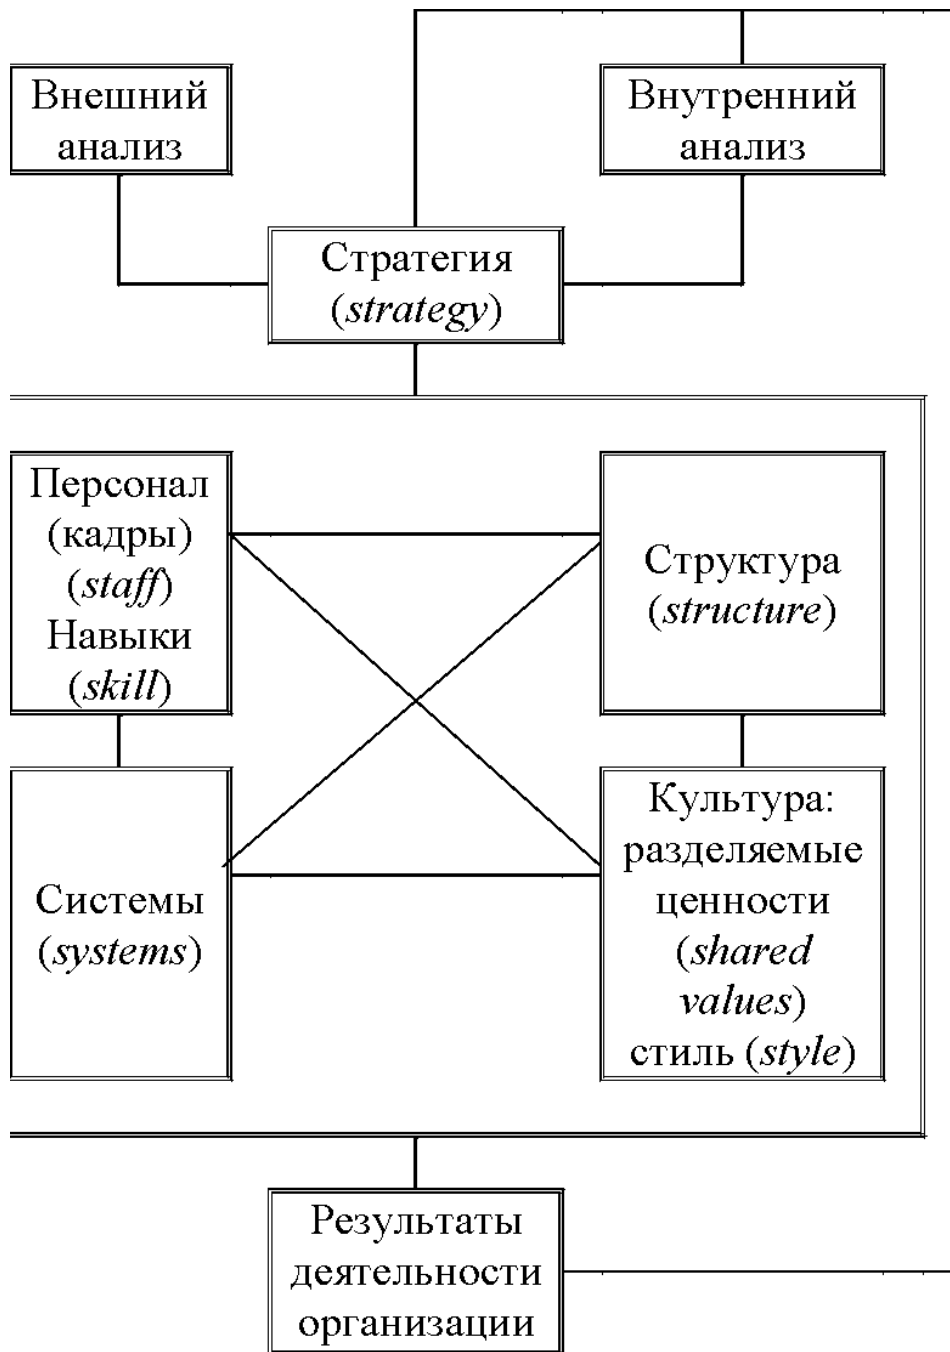 Внешний
анализ
Внутренний
анализ
Стратегия
(strategy)
Персонал
(кадры)
(staff)
Навыки
(skill)
Структура
(structure)
Системы
(systems)
Культура:
разделяемые
ценности
(shared
values)
стиль (style)
Результаты
деятельности
организации